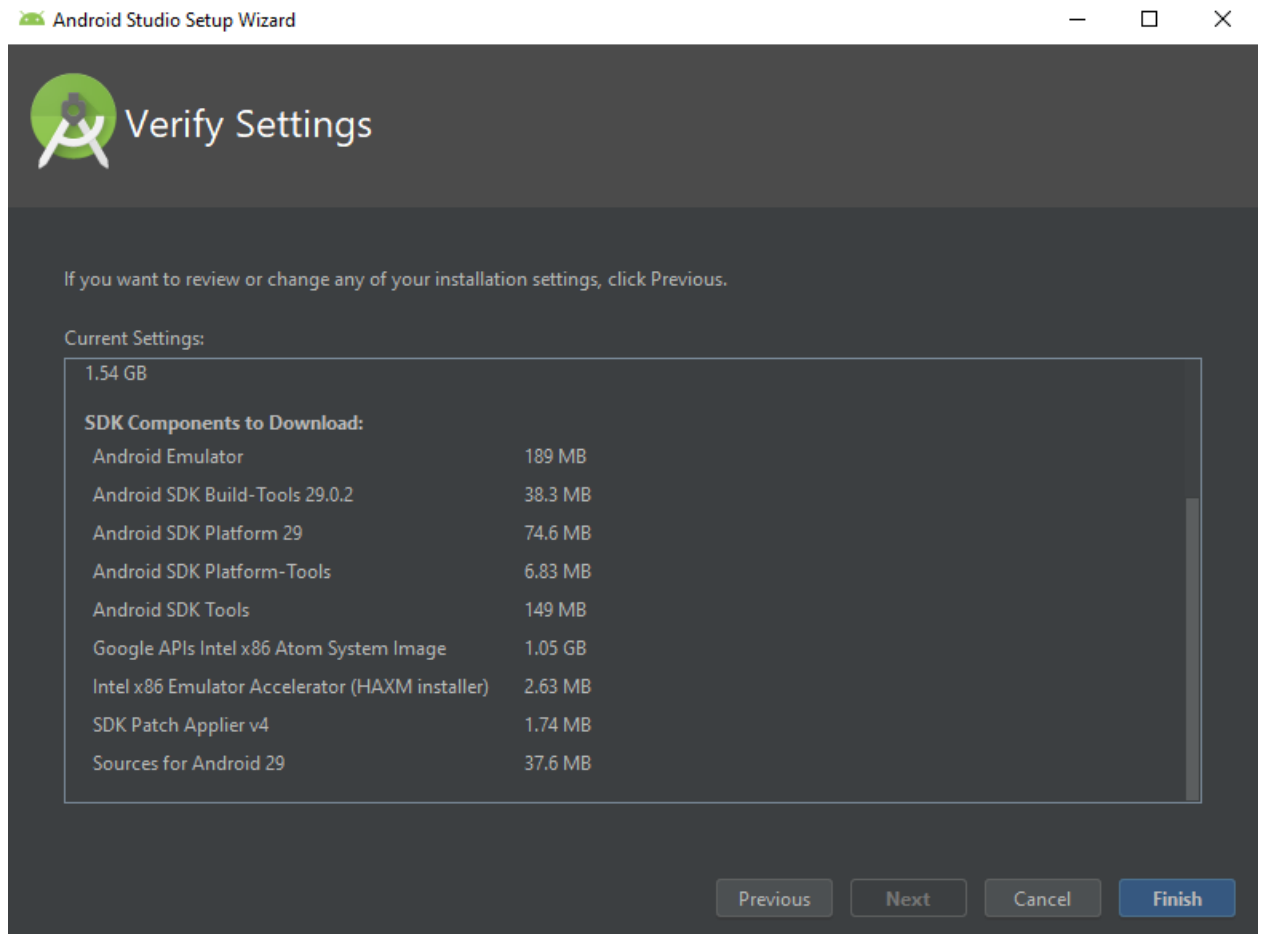 Android Studio Setup Wizard
Verify Settings
If you want to review or change any of your installation settings, click Previous.
Current Settings:
1.54 GB
SDK Components to Download:
Android Emulator 189 MB
Android SDK Build-Tools 29.0.2 38.3 MB
Android SDK Platform 29 74.6 MB
Android SDK Platform-Tools 6.83 MB
Android SDK Tools 149 MB
Google APIs Intel x86 Atom System Image 1.05 GB
Intel x86 Emulator Accelerator (HAXM installer) 2.63 MB
SDK Patch Applier v4 1.74 MB
Sources for Android 29 37.6 MB
Previous Next Cancel Finish